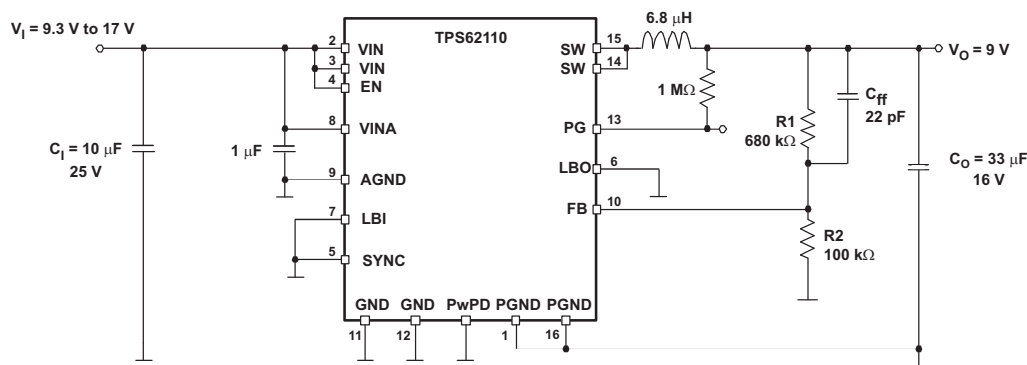 V_I = 9.3 V to 17 V
TPS62110
6.8 μH
V_O = 9 V
2
VIN
3
VIN
4
EN
8
VINA
9
AGND
7
LBI
5
SYNC
15
SW
14
SW
1 MΩ
PG
13
LBO
6
FB
10
C_I = 10 μF
25 V
1 μF
R1
680 kΩ
C_ff
22 pF
C_O = 33 μF
16 V
R2
100 kΩ
GND
GND
PwPD
PGND
PGND
11
12
1
16